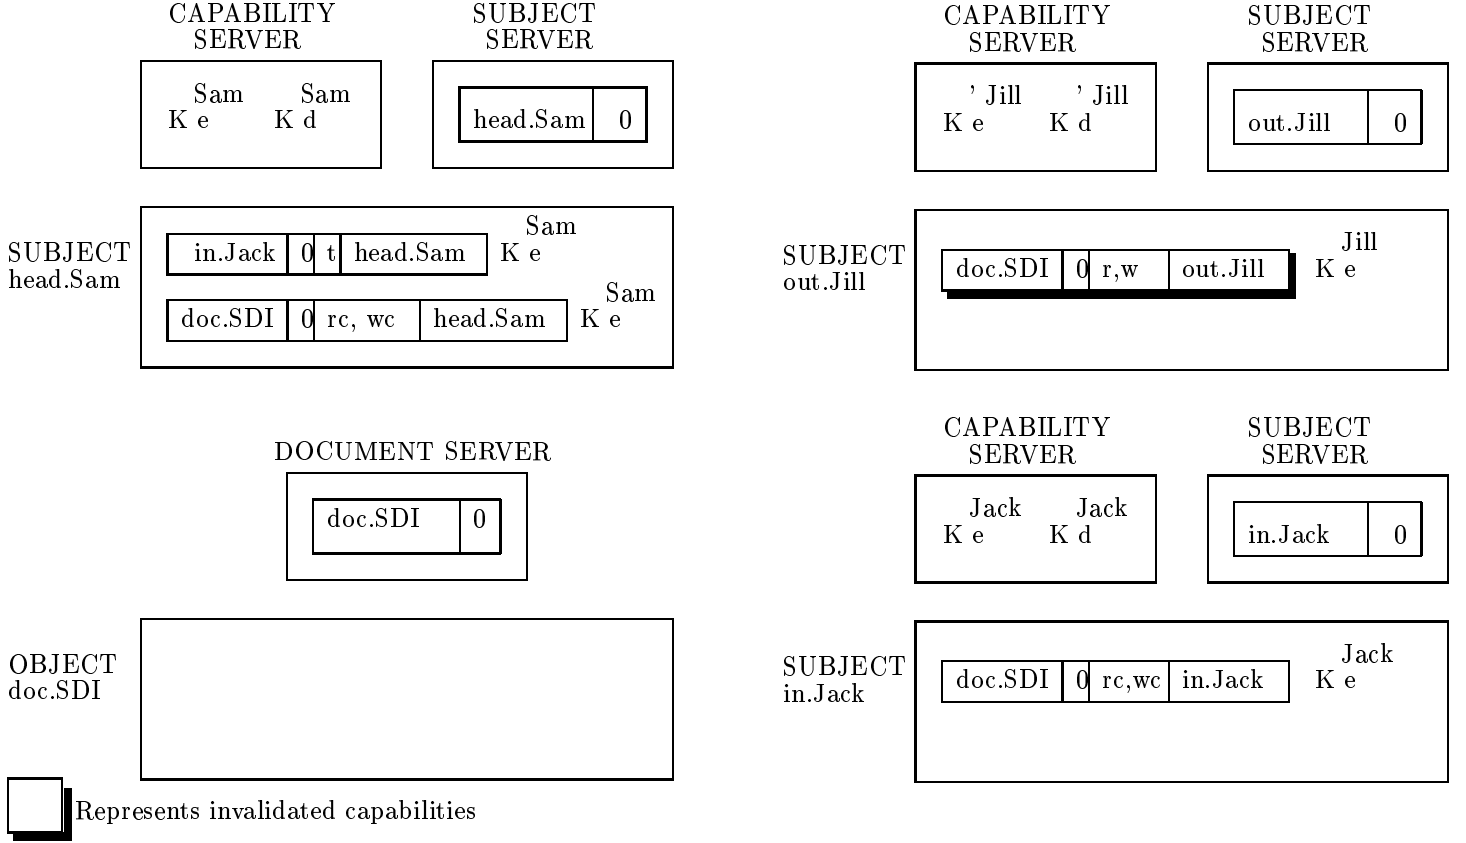 CAPABILITY
SERVER
SUBJECT
SERVER
Sam Sam
K e K d
head.Sam 0
SUBJECT
head.Sam
in.Jack 0 t head.Sam K e Sam
doc.SDI 0 rc, wc head.Sam K e Sam
DOCUMENT SERVER
doc.SDI 0
OBJECT
doc.SDI
Represents invalidated capabilities
CAPABILITY
SERVER
SUBJECT
SERVER
' Jill ' Jill
K e K d
out.Jill 0
SUBJECT
out.Jill
doc.SDI 0 r,w out.Jill K e Jill
CAPABILITY
SERVER
SUBJECT
SERVER
Jack Jack
K e K d
in.Jack 0
SUBJECT
in.Jack
doc.SDI 0 rc,wc in.Jack K e Jack